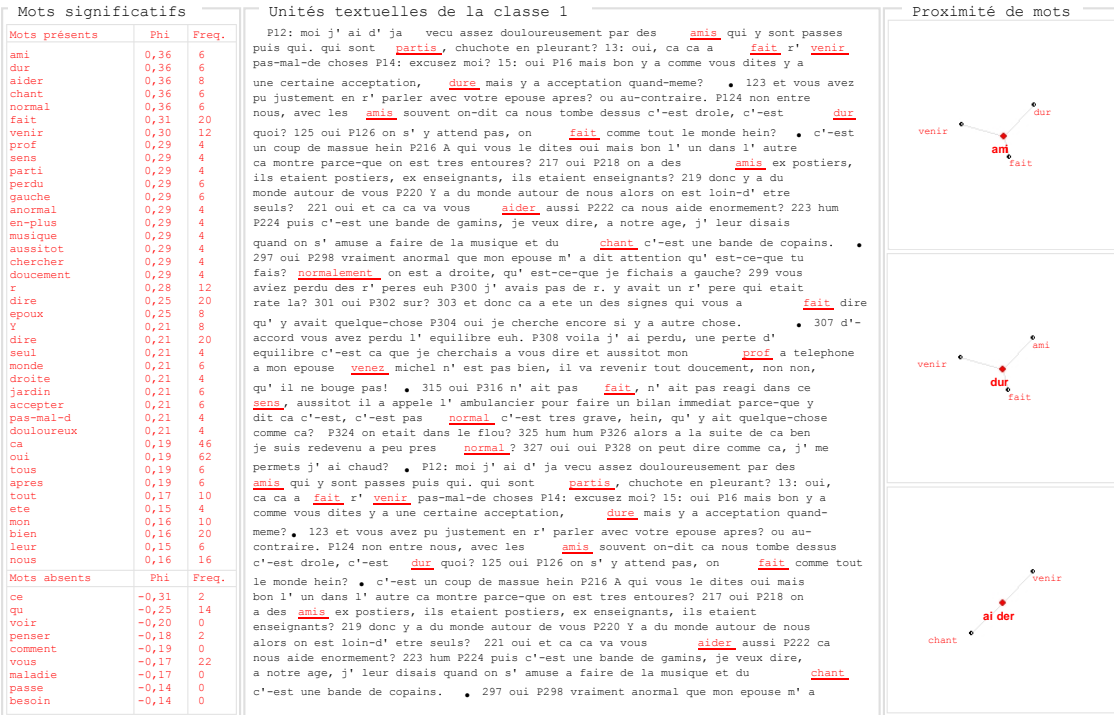 Mots significatifs
Mots présents Phi Freq.
ami 0,36 6
dur 0,36 6
aider 0,36 8
chant 0,36 6
normal 0,36 6
fait 0,31 20
venir 0,30 12
prof 0,29 4
sens 0,29 4
parti 0,29 4
perdu 0,29 6
gauche 0,29 6
anormal 0,29 4
en-plus 0,29 4
musique 0,29 4
aussitot 0,29 4
chercher 0,29 4
doucement 0,29 4
r 0,28 12
dire 0,25 20
epoux 0,25 8
Y 0,21 8
dire 0,21 20
seul 0,21 4
monde 0,21 6
droite 0,21 4
jardin 0,21 6
accepter 0,21 6
pas-mal-d 0,21 4
douloureux 0,21 4
ca 0,19 46
oui 0,19 62
tous 0,19 6
apres 0,19 6
tout 0,17 10
ete 0,15 4
mon 0,16 10
bien 0,16 20
leur 0,15 6
nous 0,16 16
Mots absents Phi Freq.
ce -0,31 2
qu -0,25 14
voir -0,20 0
penser -0,18 2
comment -0,19 0
vous -0,17 22
maladie -0,17 0
passe -0,14 0
besoin -0,14 0
Unités textuelles de la classe 1
P12: moi j' ai d' ja vecu assez douloureusement par des amis qui y sont passes
puis qui. qui sont partis, chuchote en pleurant? 13: oui, ca ca a fait r' venir
pas-mal-de choses P14: excusez moi? 15: oui P16 mais bon y a comme vous dites y a
une certaine acceptation, dure mais y a acceptation quand-meme? • 123 et vous avez
pu justement en r' parler avec votre epouse apres? ou au-contraire. P124 non entre
nous, avec les amis souvent on-dit ca nous tombe dessus c'-est drole, c'-est dur
quoi? 125 oui P126 on s' y attend pas, on fait comme tout le monde hein? • c'-est
un coup de massue hein P216 A qui vous le dites oui mais bon l' un dans l' autre
ca montre parce-que on est tres entoures? 217 oui P218 on a des amis ex postiers,
ils etaient postiers, ex enseignants, ils etaient enseignants? 219 donc y a du
monde autour de vous P220 Y a du monde autour de nous alors on est loin-d' etre
seuls? 221 oui et ca ca va vous aider aussi P222 ca nous aide enormement? 223 hum
P224 puis c'-est une bande de gamins, je veux dire, a notre age, j' leur disais
quand on s' amuse a faire de la musique et du chant c'-est une bande de copains. •
297 oui P298 vraiment anormal que mon epouse m' a dit attention qu' est-ce-que tu
fais? normalement on est a droite, qu' est-ce-que je fichais a gauche? 299 vous
aviez perdu des r' peres euh P300 j' avais pas de r. y avait un r' pere qui etait
rate la? 301 oui P302 sur? 303 et donc ca a ete un des signes qui vous a fait dire
qu' y avait quelque-chose P304 oui je cherche encore si y a autre chose. • 307 d'-
accord vous avez perdu l' equilibre euh. P308 voila j' ai perdu, une perte d'
equilibre c'-est ca que je cherchais a vous dire et aussitot mon prof a telephone
a mon epouse venez michel n' est pas bien, il va revenir tout doucement, non non,
qu' il ne bouge pas! • 315 oui P316 n' ait pas fait, n' ait pas reagi dans ce
sens, aussitot il a appele l' ambulancier pour faire un bilan immediat parce-que y
dit ca c'-est, c'-est pas normal c'-est tres grave, hein, qu' y ait quelque-chose
comme ca? P324 on etait dans le flou? 325 hum hum P326 alors a la suite de ca ben
je suis redevenu a peu pres normal? 327 oui oui P328 on peut dire comme ca, j' me
permets j' ai chaud? • P12: moi j' ai d' ja vecu assez douloureusement par des
amis qui y sont passes puis qui. qui sont partis, chuchote en pleurant? 13: oui,
ca ca a fait r' venir pas-mal-de choses P14: excusez moi? 15: oui P16 mais bon y a
comme vous dites y a une certaine acceptation, dure mais y a acceptation quand-
meme? • 123 et vous avez pu justement en r' parler avec votre epouse apres? ou au-
contraire. P124 non entre nous, avec les amis souvent on-dit ca nous tombe dessus
c'-est drole, c'-est dur quoi? 125 oui P126 on s' y attend pas, on fait comme tout
le monde hein? • c'-est un coup de massue hein P216 A qui vous le dites oui mais
bon l' un dans l' autre ca montre parce-que on est tres entoures? 217 oui P218 on
a des amis ex postiers, ils etaient postiers, ex enseignants, ils etaient
enseignants? 219 donc y a du monde autour de vous P220 Y a du monde autour de nous
alors on est loin-d' etre seuls? 221 oui et ca ca va vous aider aussi P222 ca
nous aide enormement? 223 hum P224 puis c'-est une bande de gamins, je veux dire,
a notre age, j' leur disais quand on s' amuse a faire de la musique et du chant
c'-est une bande de copains. • 297 oui P298 vraiment anormal que mon epouse m' a
Proximité de mots
dur
venir
ami
fait
ami
venir
dur
fait
venir
ai der
chant